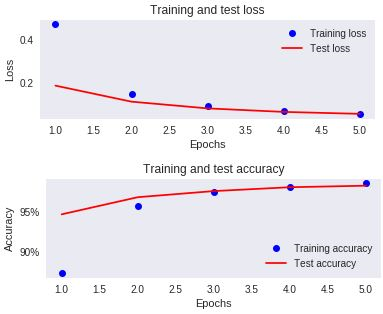 Training and test loss
Training loss
Test loss
Loss
0.4
0.2
1.0 1.5 2.0 2.5 3.0 3.5 4.0 4.5 5.0
Epochs
Training and test accuracy
Accuracy
95%
90%
Training accuracy
Test accuracy
1.0 1.5 2.0 2.5 3.0 3.5 4.0 4.5 5.0
Epochs